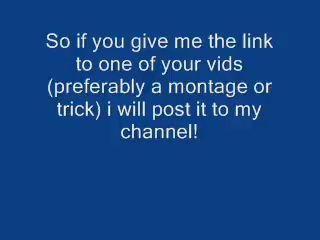 So if you give me the link
to one of your vids
(preferably a montage or
trick) i will post it to my
channel!